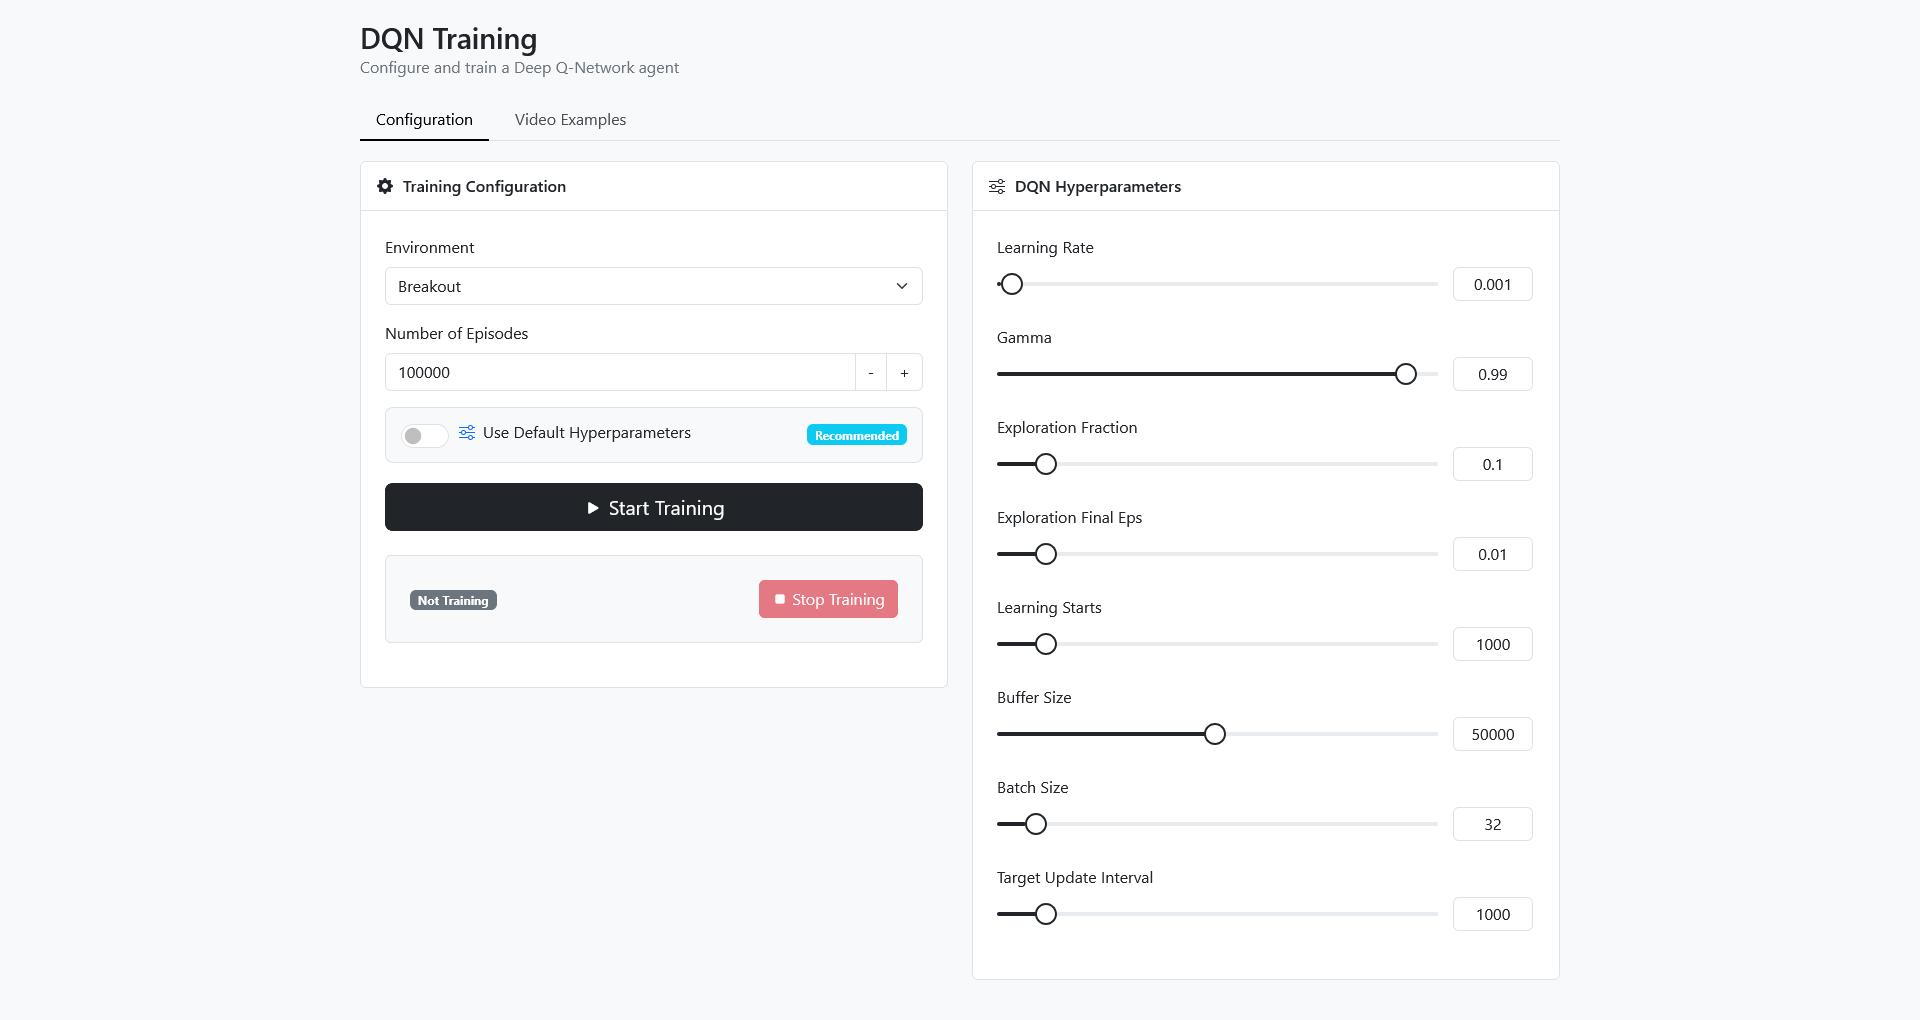 DQN Training
Configure and train a Deep Q-Network agent
Configuration
Video Examples
Training Configuration
Environment
Breakout
Number of Episodes
100000
-
+
Use Default Hyperparameters
Recommended
Start Training
Not Training
Stop Training
DQN Hyperparameters
Learning Rate
0.001
Gamma
0.99
Exploration Fraction
0.1
Exploration Final Eps
0.01
Learning Starts
1000
Buffer Size
50000
Batch Size
32
Target Update Interval
1000